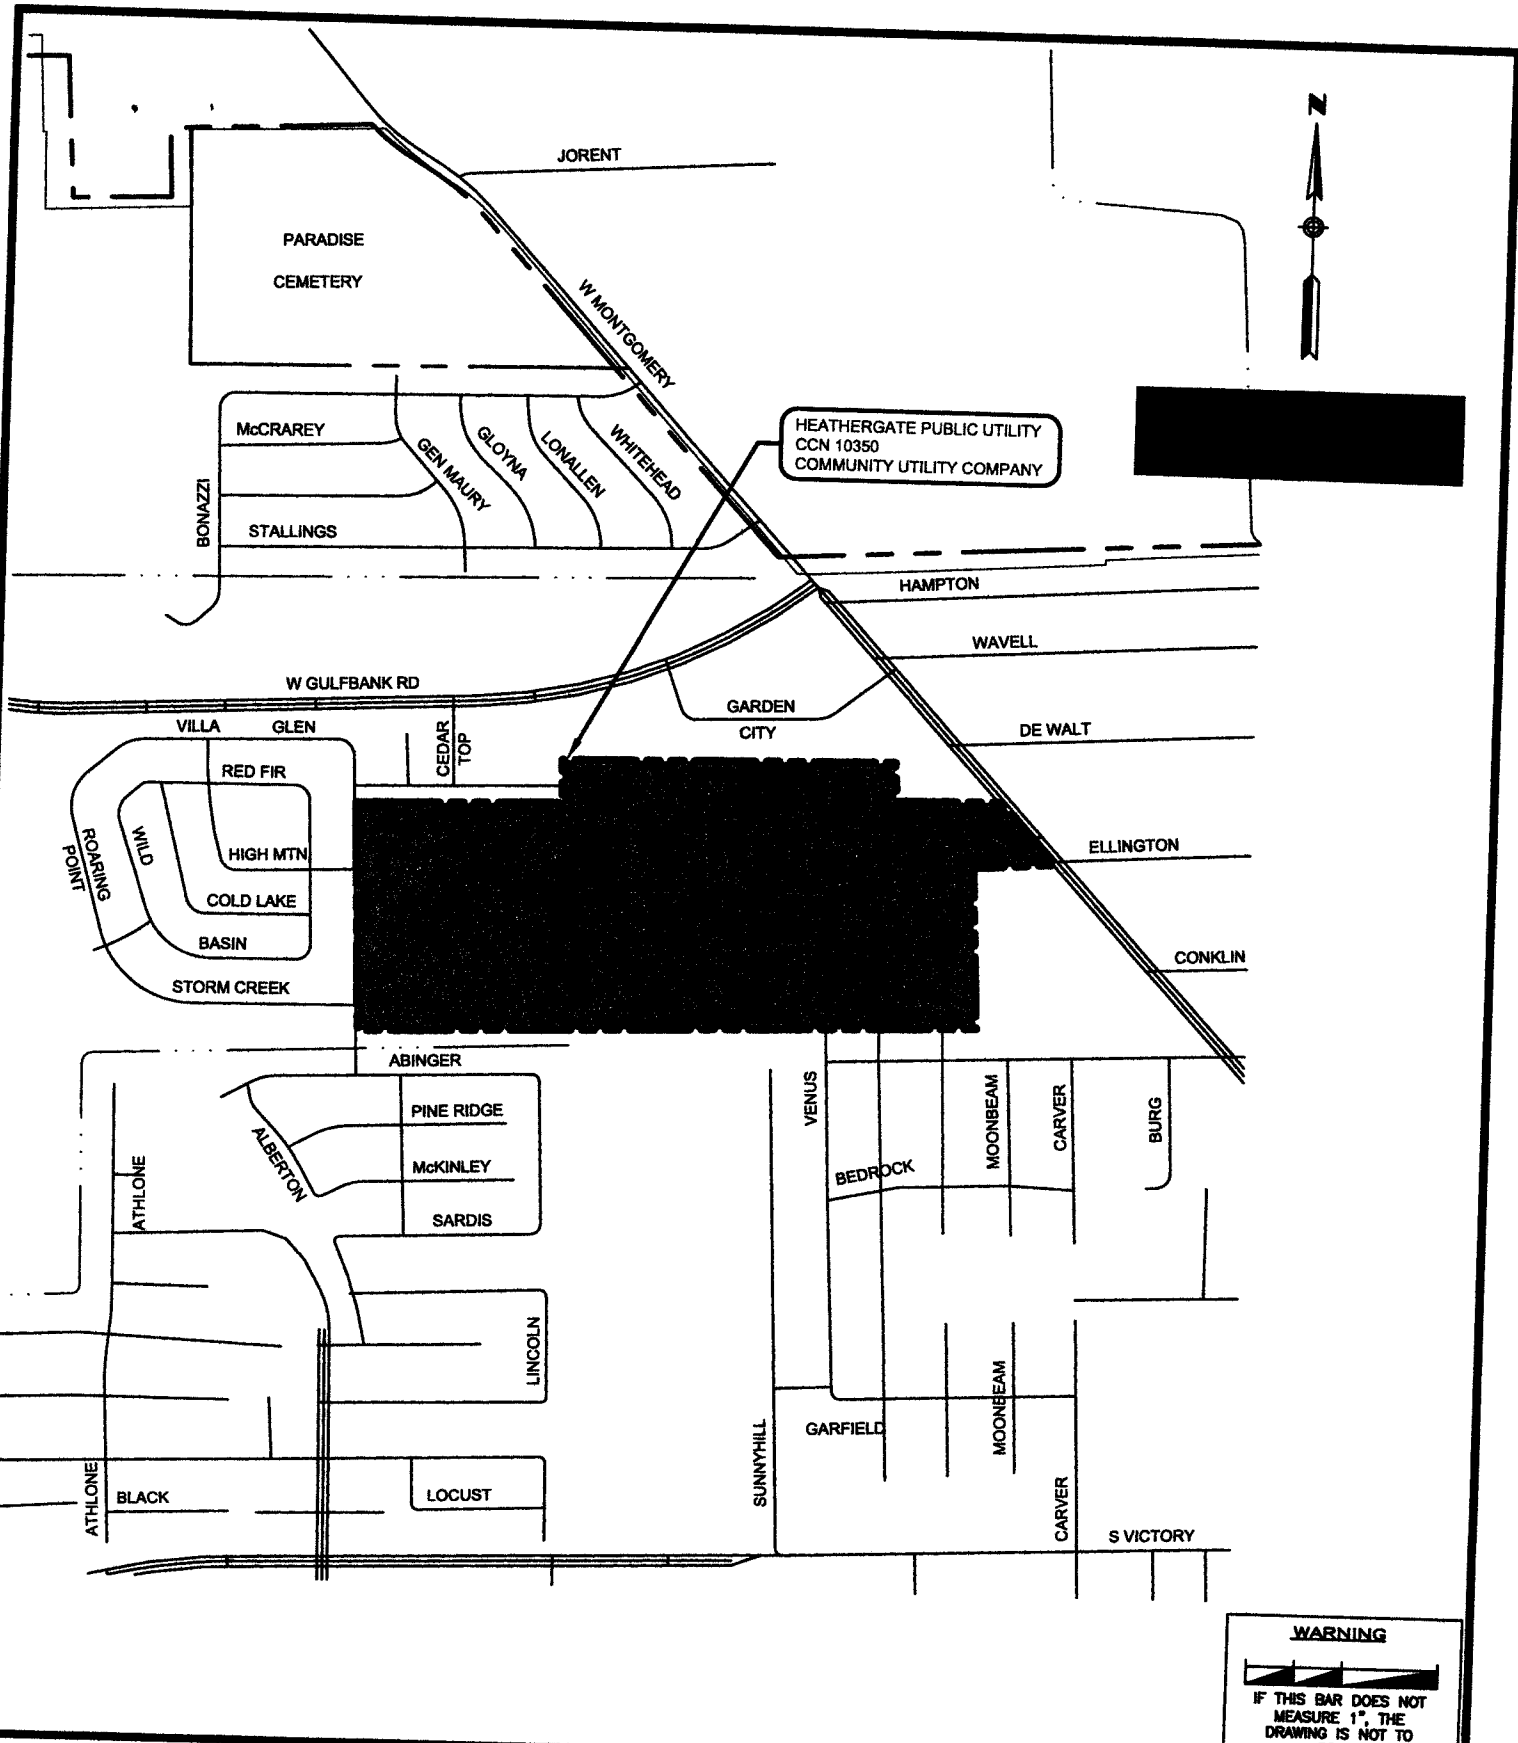 N
JORENT
PARADISE
CEMETERY
W MONTGOMERY
HEATHERGATE PUBLIC UTILITY
CCN 10350
COMMUNITY UTILITY COMPANY
McCRAREY
GEN MAURY
GLOYNA
LONALLEN
WHITEHEAD
BONAZZI
STALLINGS
HAMPTON
WAVELL
W GULFBANK RD
GARDEN
CITY
VILLA GLEN
CEDAR
TOP
DE WALT
RED FIR
ROARING
POINT
WILD
HIGH MTN
ELLINGTON
COLD LAKE
BASIN
CONKLIN
STORM CREEK
ABINGER
PINE RIDGE
ALBERTON
McKINLEY
ATHLONE
SARDIS
VENUS
MOONBEAM
CARVER
BURG
BEDROCK
LINCOLN
GARFIELD
MOONBEAM
SUNNYHILL
ATHLONE
BLACK
LOCUST
CARVER
S VICTORY
WARNING
IF THIS BAR DOES NOT
MEASURE 1", THE
DRAWING IS NOT TO